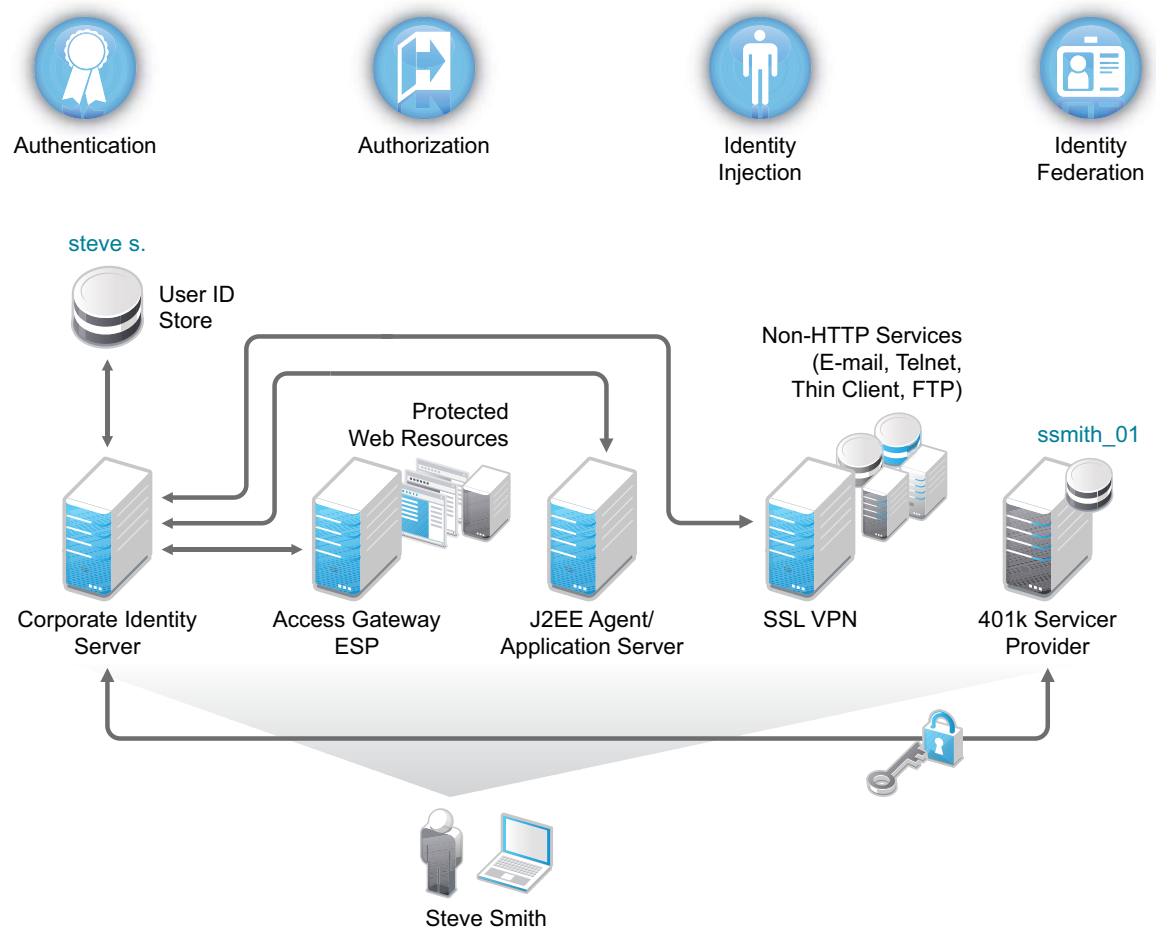 Authentication
Authorization
Identity
Injection
Identity
Federation
steve s.
User ID
Store
Non-HTTP Services
(E-mail, Telnet,
Thin Client, FTP)
Protected
Web Resources
ssmith_01
Corporate Identity
Server
Access Gateway
ESP
J2EE Agent/
Application Server
SSL VPN
401k Servicer
Provider
Steve Smith